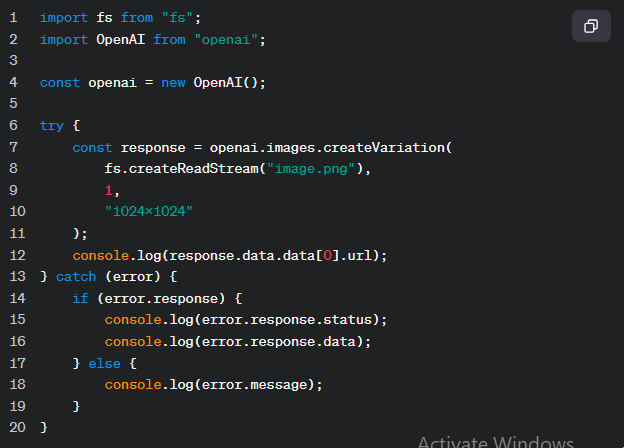 1 import fs from "fs";
2 import OpenAI from "openai";
3
4 const openai = new OpenAI();
5
6 try {
7     const response = openai.images.createVariation(
8         fs.createReadStream("image.png"),
9         1,
10         "1024×1024"
11     );
12     console.log(response.data.data[0].url);
13 } catch (error) {
14     if (error.response) {
15         console.log(error.response.status);
16         console.log(error.response.data);
17     } else {
18         console.log(error.message);
19     }
20 }
Activate Windows